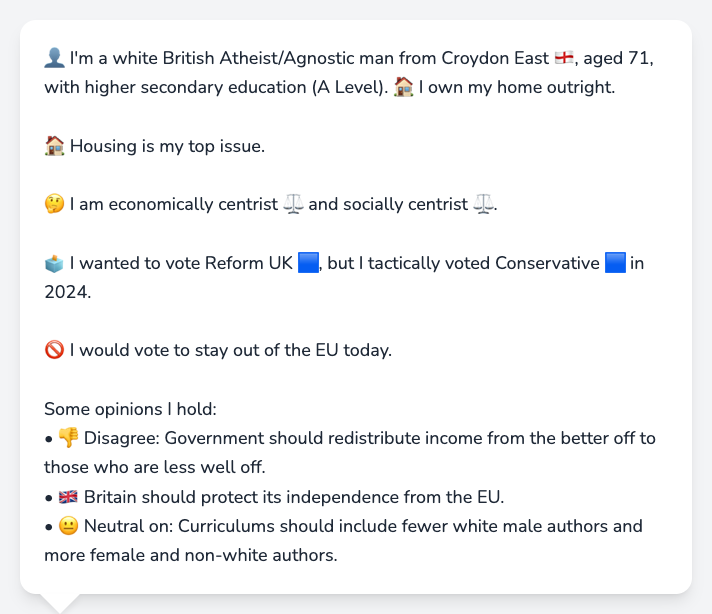 👤 I'm a white British Atheist/Agnostic man from Croydon East 🏴󠁧󠁢󠁥󠁮󠁧󠁿, aged 71,
with higher secondary education (A Level). 🏠 I own my home outright.
🏠 Housing is my top issue.
🤔 I am economically centrist ⚖️ and socially centrist ⚖️.
🗳️ I wanted to vote Reform UK 🟦, but I tactically voted Conservative 🟦 in
2024.
🚫 I would vote to stay out of the EU today.
Some opinions I hold:
• 👎 Disagree: Government should redistribute income from the better off to
those who are less well off.
• 🇬🇧 Britain should protect its independence from the EU.
• 😐 Neutral on: Curriculums should include fewer white male authors and
more female and non-white authors.